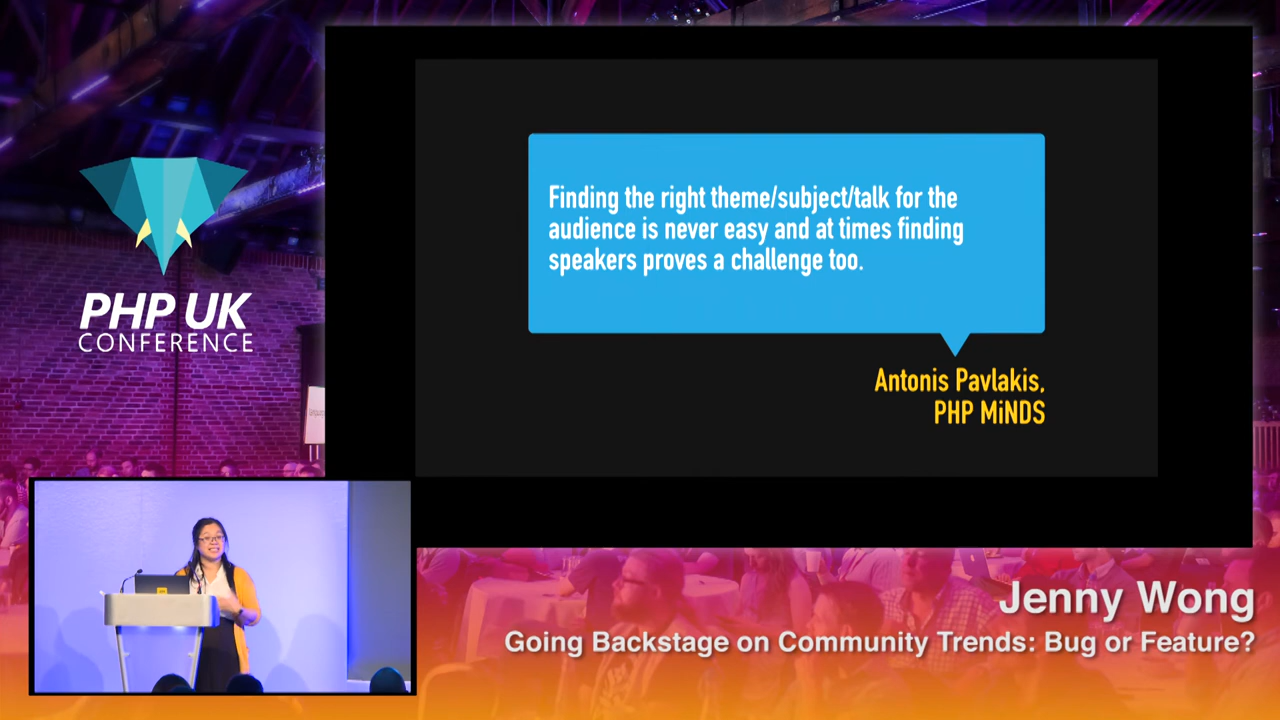 Finding the right theme/subject/talk for the
audience is never easy and at times finding
speakers proves a challenge too.
Antonis Pavlakis,
PHP MiNDS
PHP UK
CONFERENCE
Jenny Wong
Going Backstage on Community Trends: Bug or Feature?